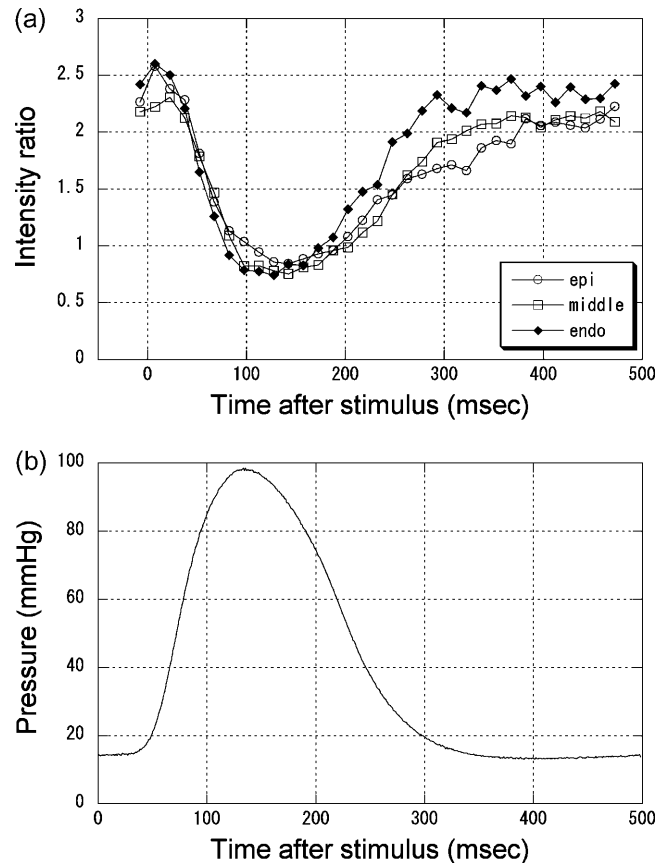 (a)
3
2.5
2
1.5
1
0.5
0
Intensity ratio
epi
middle
endo
0 100 200 300 400 500
Time after stimulus (msec)
(b)
100
80
60
40
20
0
Pressure (mmHg)
0 100 200 300 400 500
Time after stimulus (msec)